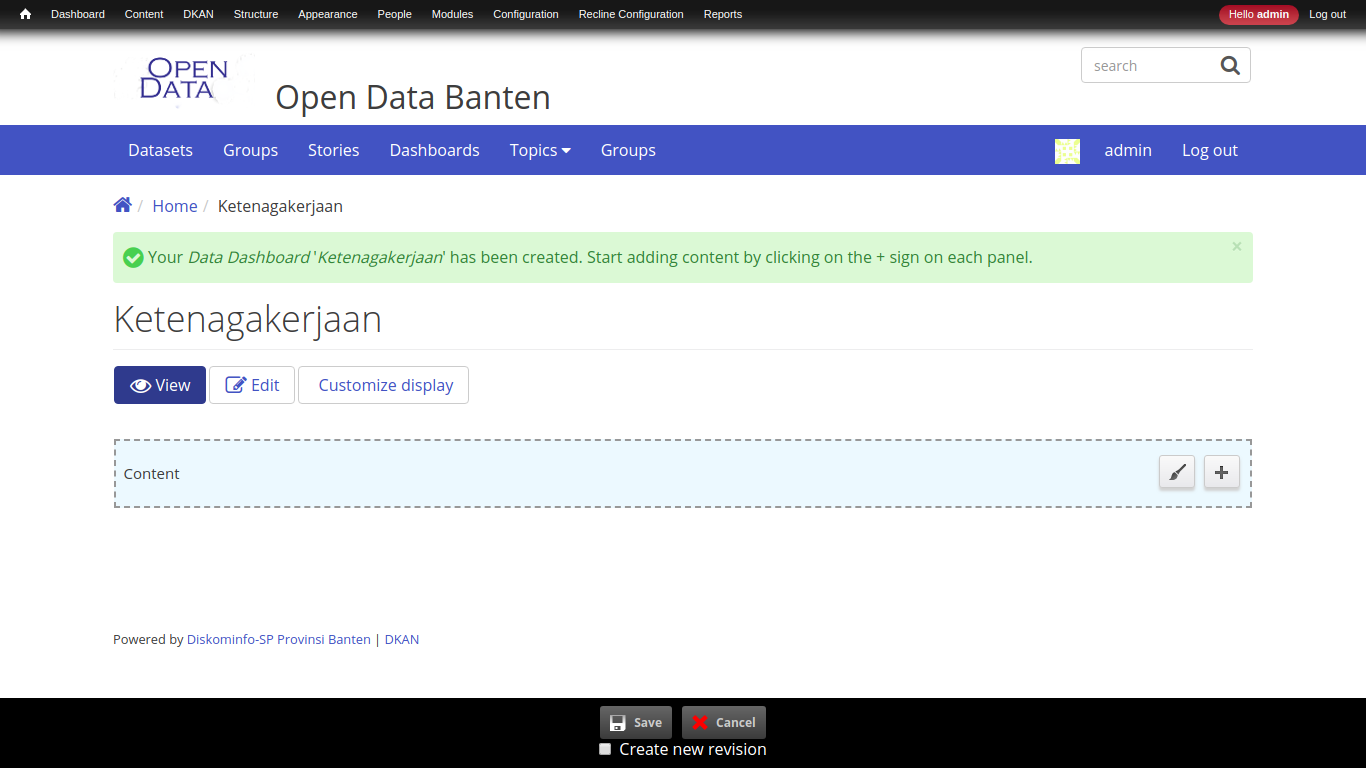 Dashboard Content DKAN Structure Appearance People Modules Configuration Recline Configuration Reports Hello admin Log out
OPEN
DATA
Open Data Banten
search
Datasets Groups Stories Dashboards Topics Groups admin Log out
/ Home / Ketenagakerjaan
Your Data Dashboard 'Ketenagakerjaan' has been created. Start adding content by clicking on the + sign on each panel. ×
Ketenagakerjaan
View Edit Customize display
Content
Powered by Diskominfo-SP Provinsi Banten | DKAN
Save Cancel
Create new revision